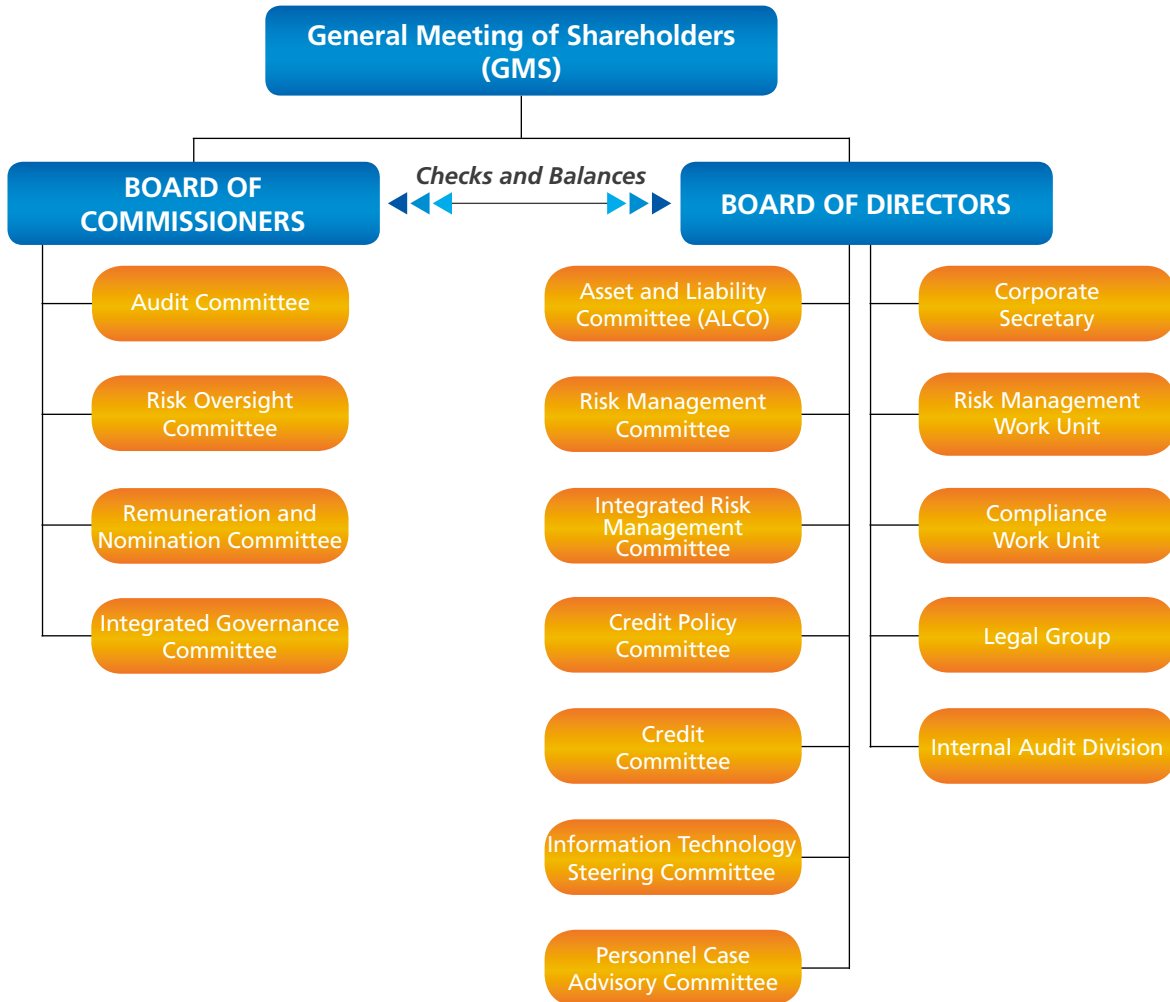 General Meeting of Shareholders
(GMS)
BOARD OF
COMMISSIONERS
Checks and Balances
BOARD OF DIRECTORS
Audit Committee
Risk Oversight
Committee
Remuneration and
Nomination Committee
Integrated Governance
Committee
Asset and Liability
Committee (ALCO)
Risk Management
Committee
Integrated Risk
Management
Committee
Credit Policy
Committee
Credit
Committee
Information Technology
Steering Committee
Personnel Case
Advisory Committee
Corporate
Secretary
Risk Management
Work Unit
Compliance
Work Unit
Legal Group
Internal Audit Division